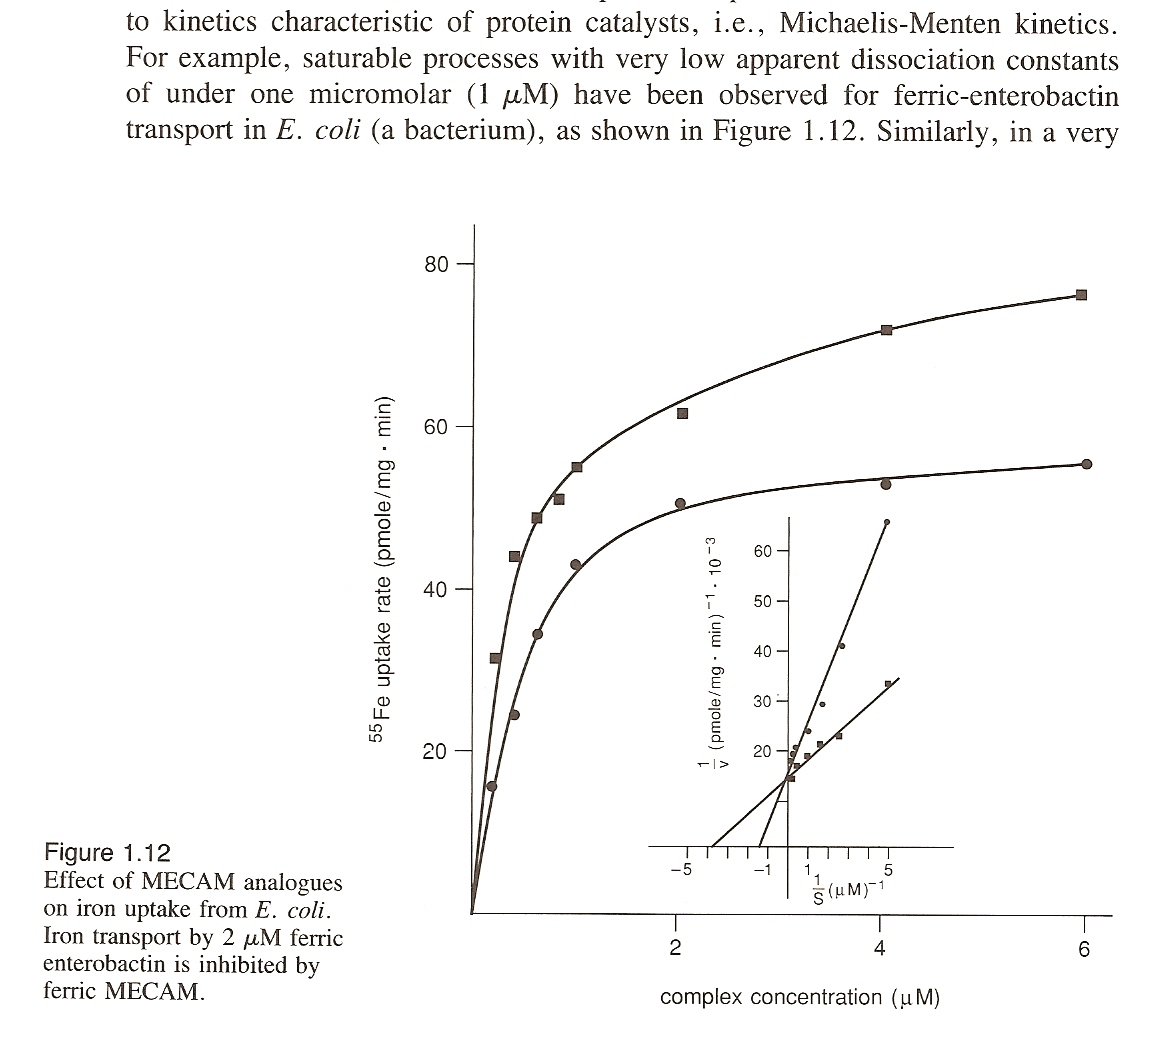 to kinetics characteristic of protein catalysts, i.e., Michaelis-Menten kinetics.
For example, saturable processes with very low apparent dissociation constants
of under one micromolar (1 μM) have been observed for ferric-enterobactin
transport in E. coli (a bacterium), as shown in Figure 1.12. Similarly, in a very
80
60
40
20
55Fe uptake rate (pmole/mg · min)
2
4
6
complex concentration (μM)
1/v (pmole/mg · min)⁻¹ · 10⁻³
60
50
40
30
20
−5
−1
1
5
1/S (μM)⁻¹
Figure 1.12
Effect of MECAM analogues
on iron uptake from E. coli.
Iron transport by 2 μM ferric
enterobactin is inhibited by
ferric MECAM.